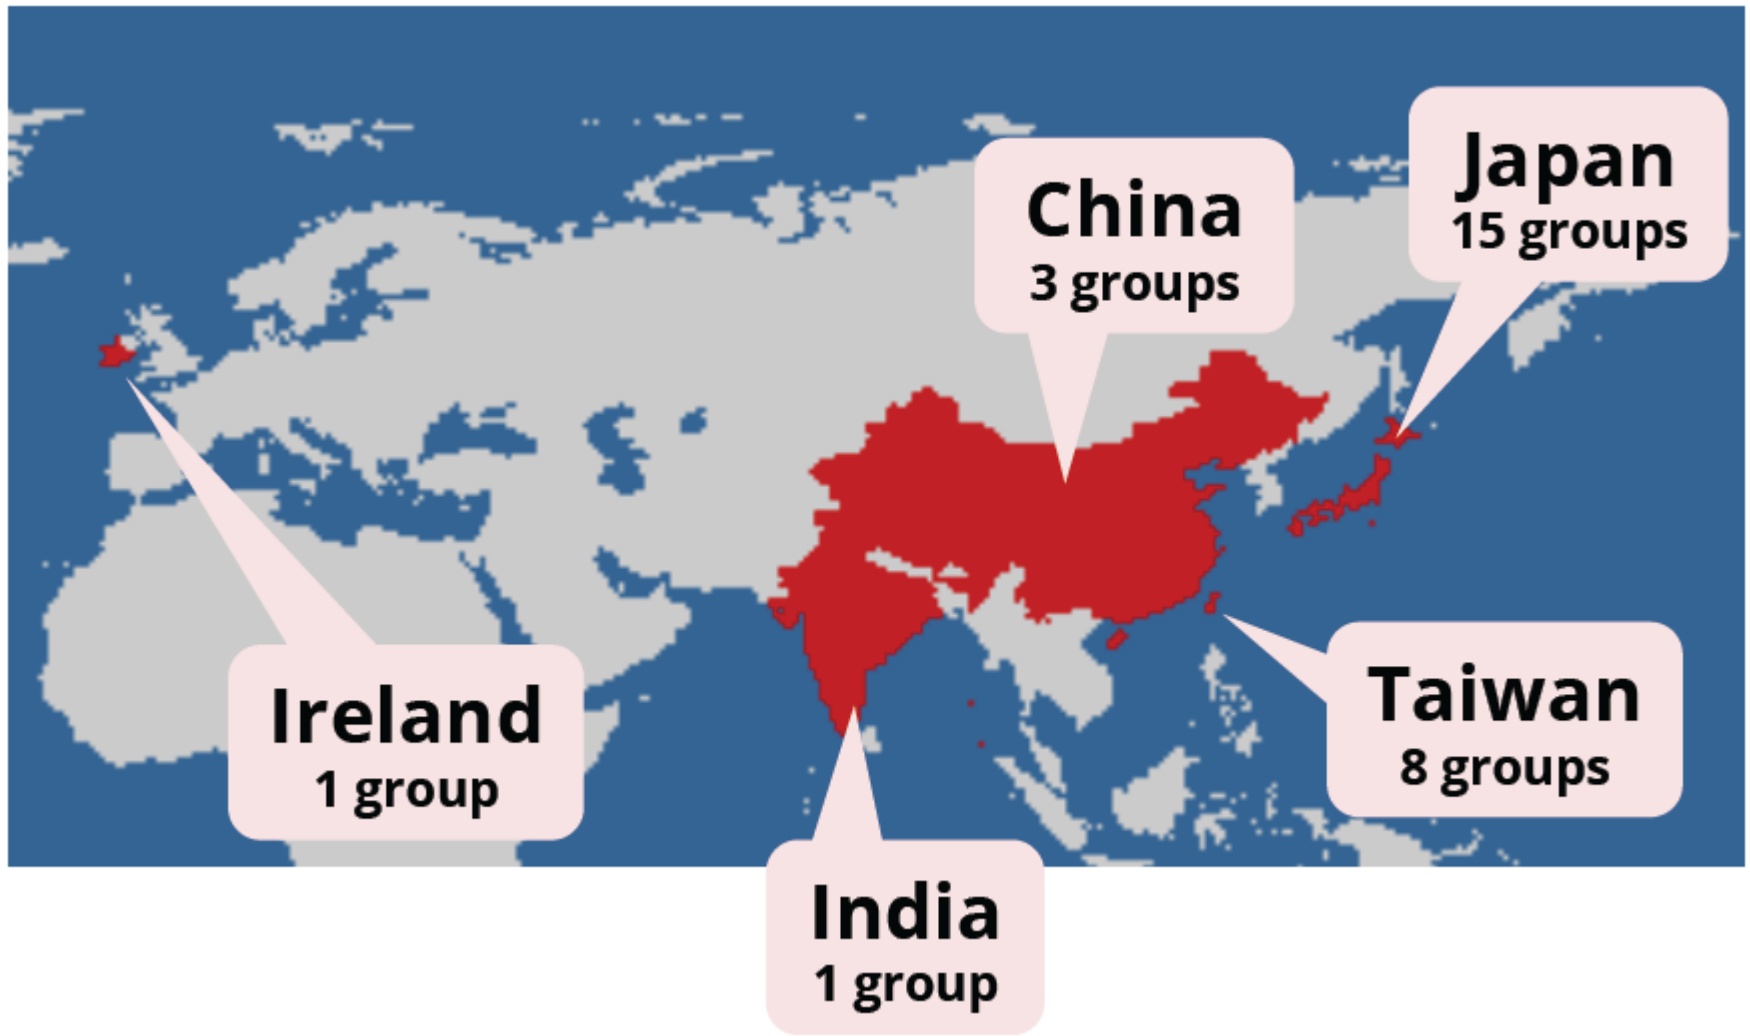 Japan
15 groups
China
3 groups
Ireland
1 group
Taiwan
8 groups
India
1 group